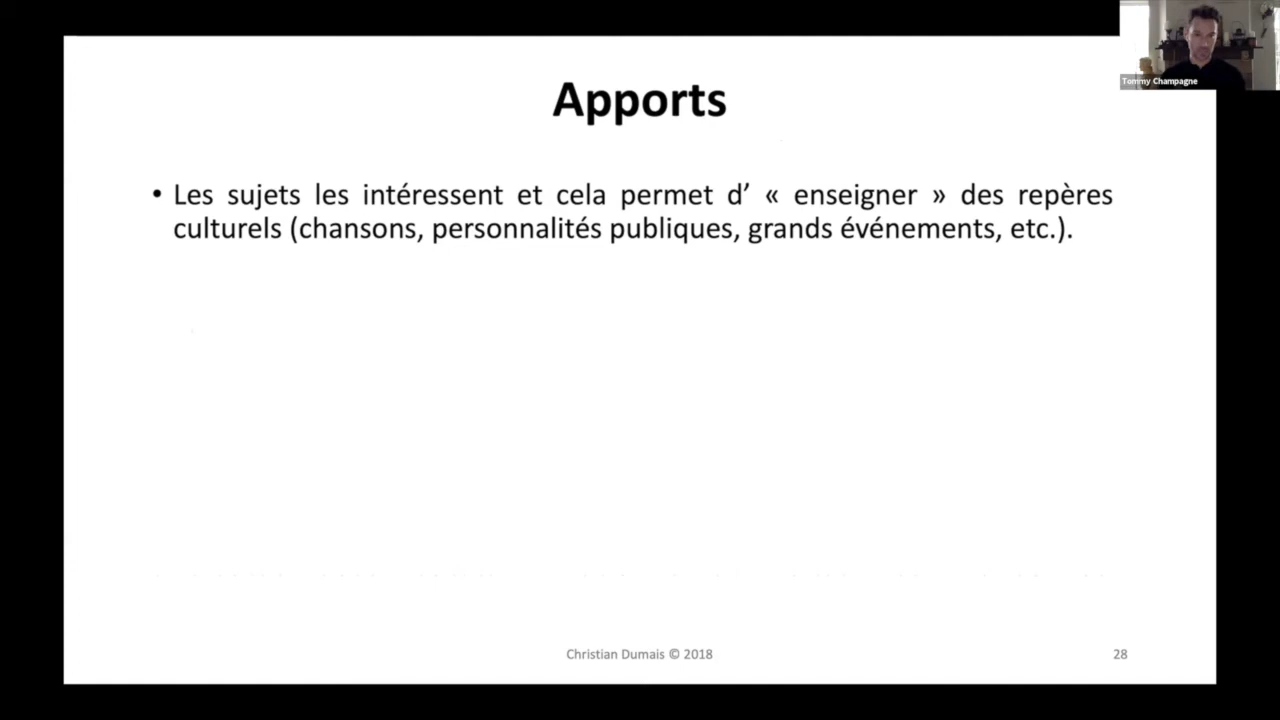 Tommy Champagne
Apports
• Les sujets les intéressent et cela permet d’ « enseigner » des repères
culturels (chansons, personnalités publiques, grands événements, etc.).
Christian Dumais © 2018
28